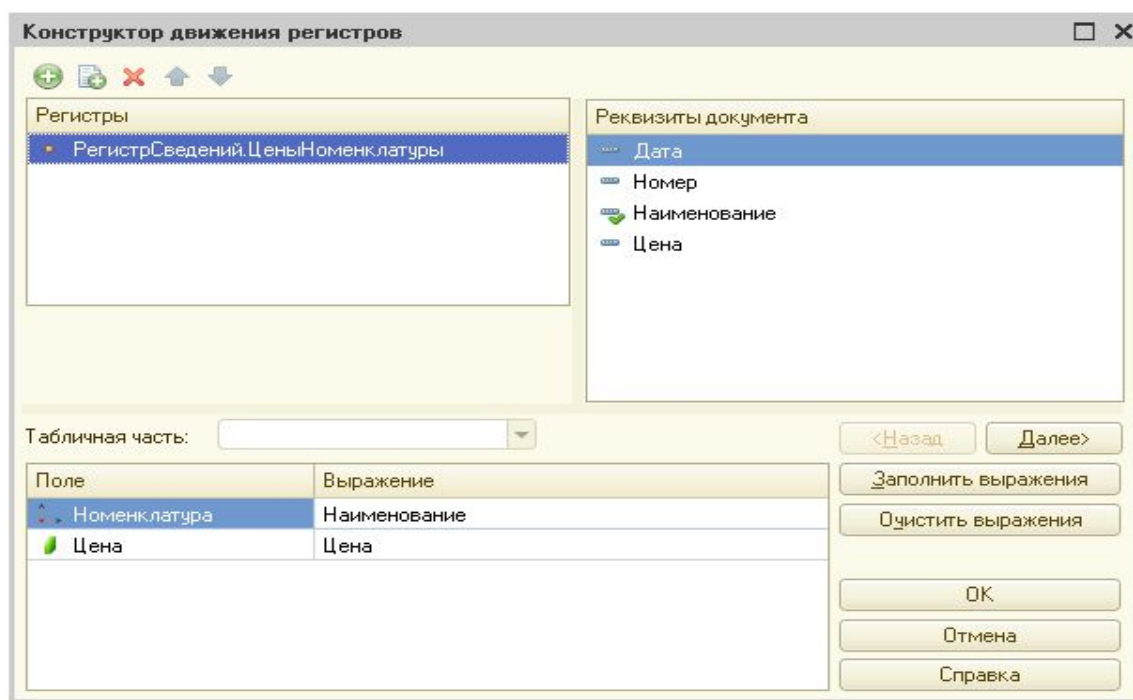 Конструктор движения регистров
Регистры
РегистрСведений.ЦеныНоменклатуры
Реквизиты документа
Дата
Номер
Наименование
Цена
Табличная часть:
<Назад
Далее>
Поле
Выражение
Номенклатура
Наименование
Цена
Цена
Заполнить выражения
Очистить выражения
ОК
Отмена
Справка